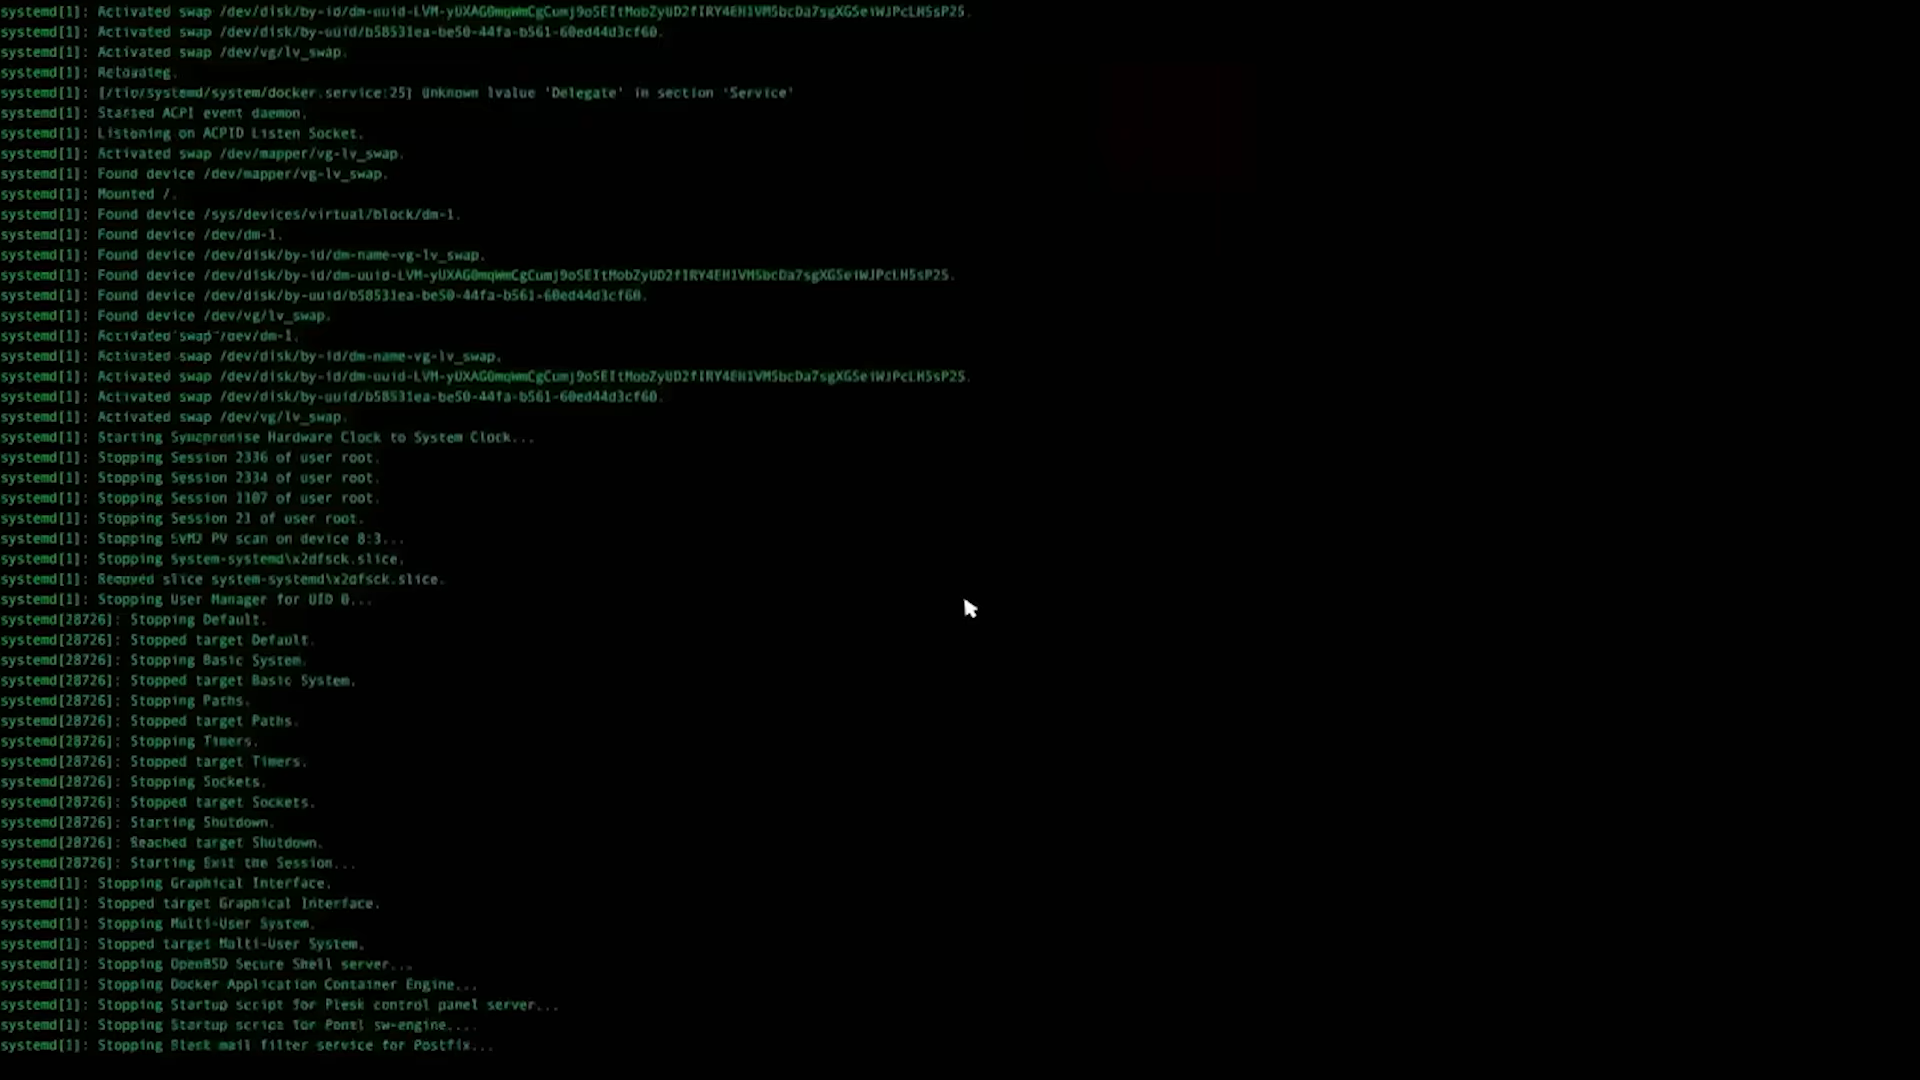 systemd[1]: Activated swap /dev/disk/by-id/dm-uuid-LVM-yUXAG0mqWmCgCumj9o5EItMobZyUD2fIRY4EH1VM5bcDa7sgXGSeiWJPcLH5sP25.
systemd[1]: Activated swap /dev/disk/by-uuid/b58531ea-be50-44fa-b561-60ed44d3cf60.
systemd[1]: Activated swap /dev/vg/lv_swap.
systemd[1]:
systemd[1]: systemd/system/docker.service:25] Unknown lvalue 'Delegate' in section 'Service'
systemd[1]: Started ACPI event daemon.
systemd[1]: Listening on ACPID Listen Socket.
systemd[1]: Activated swap /dev/mapper/vg-lv_swap.
systemd[1]: Found device /dev/mapper/vg-lv_swap.
systemd[1]: Mounted /.
systemd[1]: Found device /sys/devices/virtual/block/dm-1.
systemd[1]: Found device /dev/dm-1.
systemd[1]: Found device /dev/disk/by-id/dm-name-vg-lv_swap.
systemd[1]: Found device /dev/disk/by-id/dm-uuid-LVM-yUXAG0mqWmCgCumj9o5EItMobZyUD2fIRY4EH1VM5bcDa7sgXGSeiWJPcLH5sP25.
systemd[1]: Found device /dev/disk/by-uuid/b58531ea-be50-44fa-b561-60ed44d3cf60.
systemd[1]: Found device /dev/vg/lv_swap.
systemd[1]: Activated swap /dev/dm-1.
systemd[1]: Activated swap /dev/disk/by-id/dm-name-vg-lv_swap.
systemd[1]: Activated swap /dev/disk/by-id/dm-uuid-LVM-yUXAG0mqWmCgCumj9o5EItMobZyUD2fIRY4EH1VM5bcDa7sgXGSeiWJPcLH5sP25.
systemd[1]: Activated swap /dev/disk/by-uuid/b58531ea-be50-44fa-b561-60ed44d3cf60.
systemd[1]: Activated swap /dev/vg/lv_swap.
systemd[1]: Starting Hardware Clock to System Clock...
systemd[1]: Stopping Session 2336 of user root.
systemd[1]: Stopping Session 2334 of user root.
systemd[1]: Stopping Session 1107 of user root.
systemd[1]: Stopping Session 21 of user root.
systemd[1]: Stopping PV scan on device 8:3...
systemd[1]: Stopping System-systemd\x2dfsck.slice.
systemd[1]: Removed slice system-systemd\x2dfsck.slice.
systemd[1]: Stopping User Manager for UID 0...
systemd[28726]: Stopping Default.
systemd[28726]: Stopped target Default.
systemd[28726]: Stopping Basic System.
systemd[28726]: Stopped target Basic System.
systemd[28726]: Stopping Paths.
systemd[28726]: Stopped target Paths.
systemd[28726]: Stopping Timers.
systemd[28726]: Stopped target Timers.
systemd[28726]: Stopping Sockets.
systemd[28726]: Stopped target Sockets.
systemd[28726]: Starting Shutdown.
systemd[28726]: Reached target Shutdown.
systemd[28726]: Starting Exit the Session...
systemd[1]: Stopping Graphical Interface.
systemd[1]: Stopped target Graphical Interface.
systemd[1]: Stopping Multi-User System.
systemd[1]: Stopped target Multi-User System.
systemd[1]: Stopping OpenBSD Secure Shell server...
systemd[1]: Stopping Docker Application Container Engine...
systemd[1]: Stopping Startup script for Plesk control panel server...
systemd[1]: Stopping Startup script for sw-engine....
systemd[1]: Stopping mail filter service for Postfix...